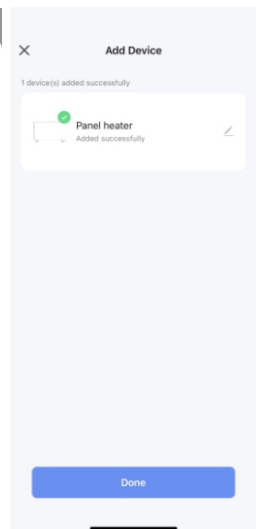 Add Device
1 device(s) added successfully
Panel heater
Added successfully
Done